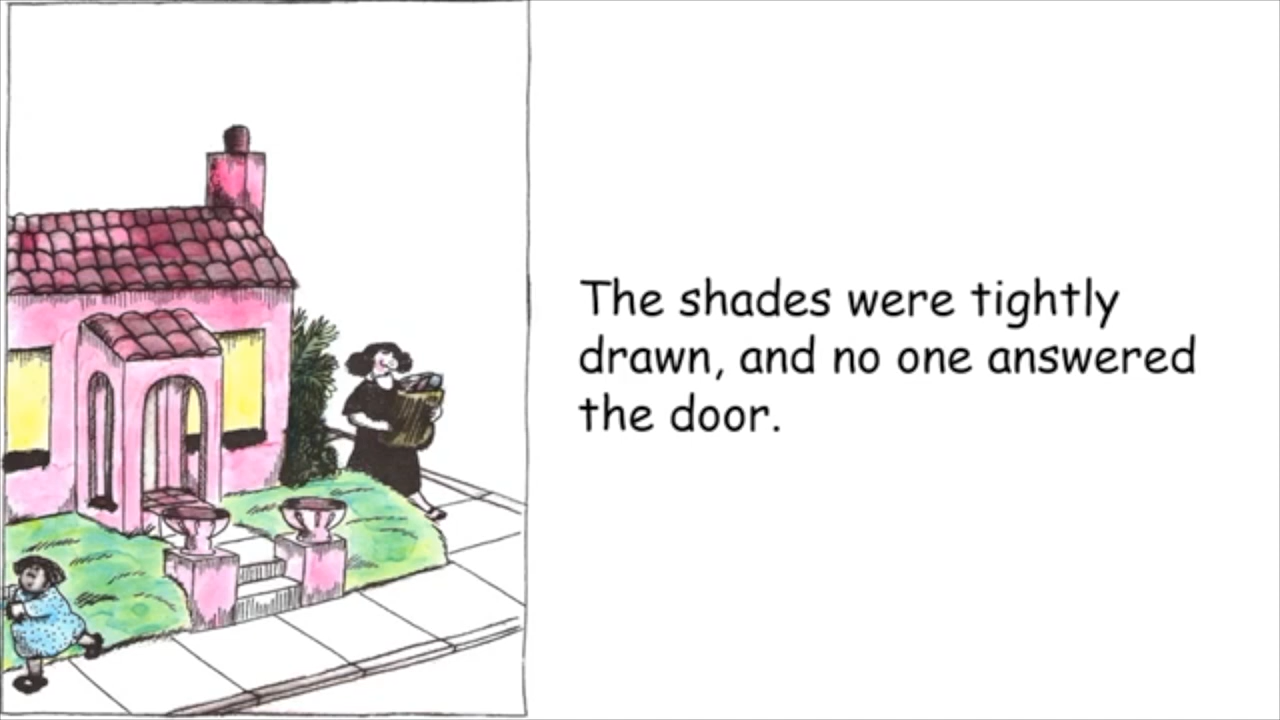 The shades were tightly
drawn, and no one answered
the door.